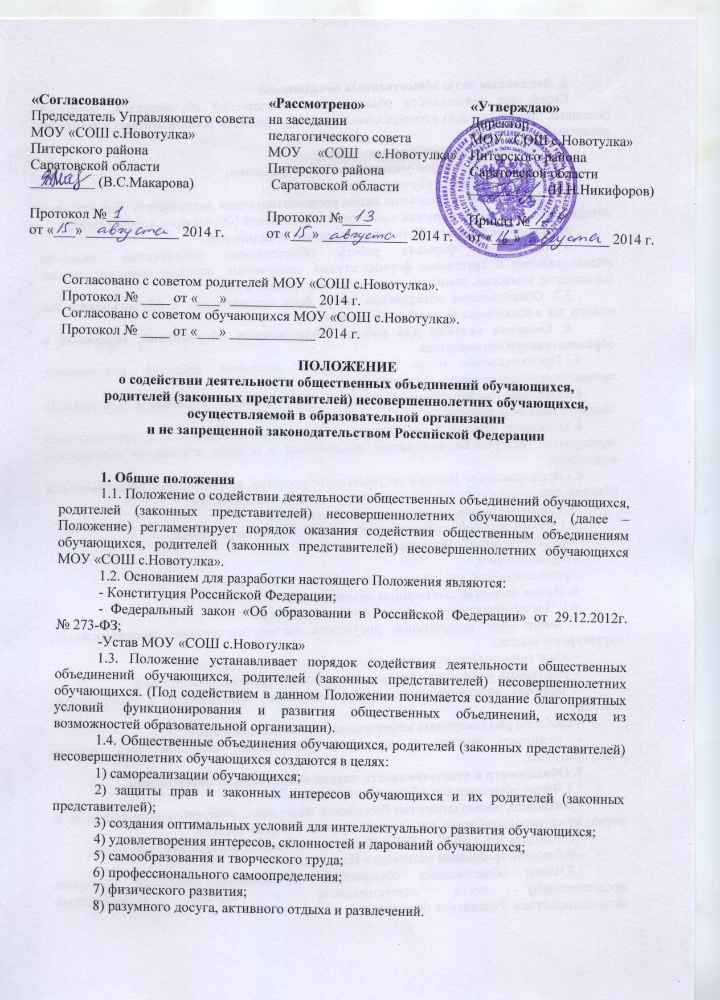 «Согласовано»
Председатель Управляющего совета
МОУ «СОШ с.Новотулка»
Питерского района
Саратовской области
__________ (В.С.Макарова)
Протокол № 1
от « 15 » августа 2014 г.
«Рассмотрено»
на заседании
педагогического совета
МОУ «СОШ с.Новотулка»
Питерского района
Саратовской области
Протокол № 13
от « 15 » августа 2014 г.
«Утверждаю»
Директор
МОУ «СОШ с.Новотулка»
Питерского района
Саратовской области
__________ (И.Н.Никифоров)
Приказ №
от « 16 » августа 2014 г.
Согласовано с советом родителей МОУ «СОШ с.Новотулка».
Протокол № ____ от «___» ____________ 2014 г.
Согласовано с советом обучающихся МОУ «СОШ с.Новотулка».
Протокол № ____ от «___» ____________ 2014 г.
ПОЛОЖЕНИЕ
о содействии деятельности общественных объединений обучающихся,
родителей (законных представителей) несовершеннолетних обучающихся,
осуществляемой в образовательной организации
и не запрещенной законодательством Российской Федерации
1. Общие положения
1.1. Положение о содействии деятельности общественных объединений обучающихся,
родителей (законных представителей) несовершеннолетних обучающихся, (далее –
Положение) регламентирует порядок оказания содействия общественным объединениям
обучающихся, родителей (законных представителей) несовершеннолетних обучающихся
МОУ «СОШ с.Новотулка».
1.2. Основанием для разработки настоящего Положения являются:
- Конституция Российской Федерации;
- Федеральный закон «Об образовании в Российской Федерации» от 29.12.2012г.
№ 273-ФЗ;
-Устав МОУ «СОШ с.Новотулка»
1.3. Положение устанавливает порядок содействия деятельности общественных
объединений обучающихся, родителей (законных представителей) несовершеннолетних
обучающихся. (Под содействием в данном Положении понимается создание благоприятных
условий функционирования и развития общественных объединений, исходя из
возможностей образовательной организации).
1.4. Общественные объединения обучающихся, родителей (законных представителей)
несовершеннолетних обучающихся создаются в целях:
1) самореализации обучающихся;
2) защиты прав и законных интересов обучающихся и их родителей (законных
представителей);
3) создания оптимальных условий для интеллектуального развития обучающихся;
4) удовлетворения интересов, склонностей и дарований обучающихся;
5) самообразования и творческого труда;
6) профессионального самоопределения;
7) физического развития;
8) разумного досуга, активного отдыха и развлечений.